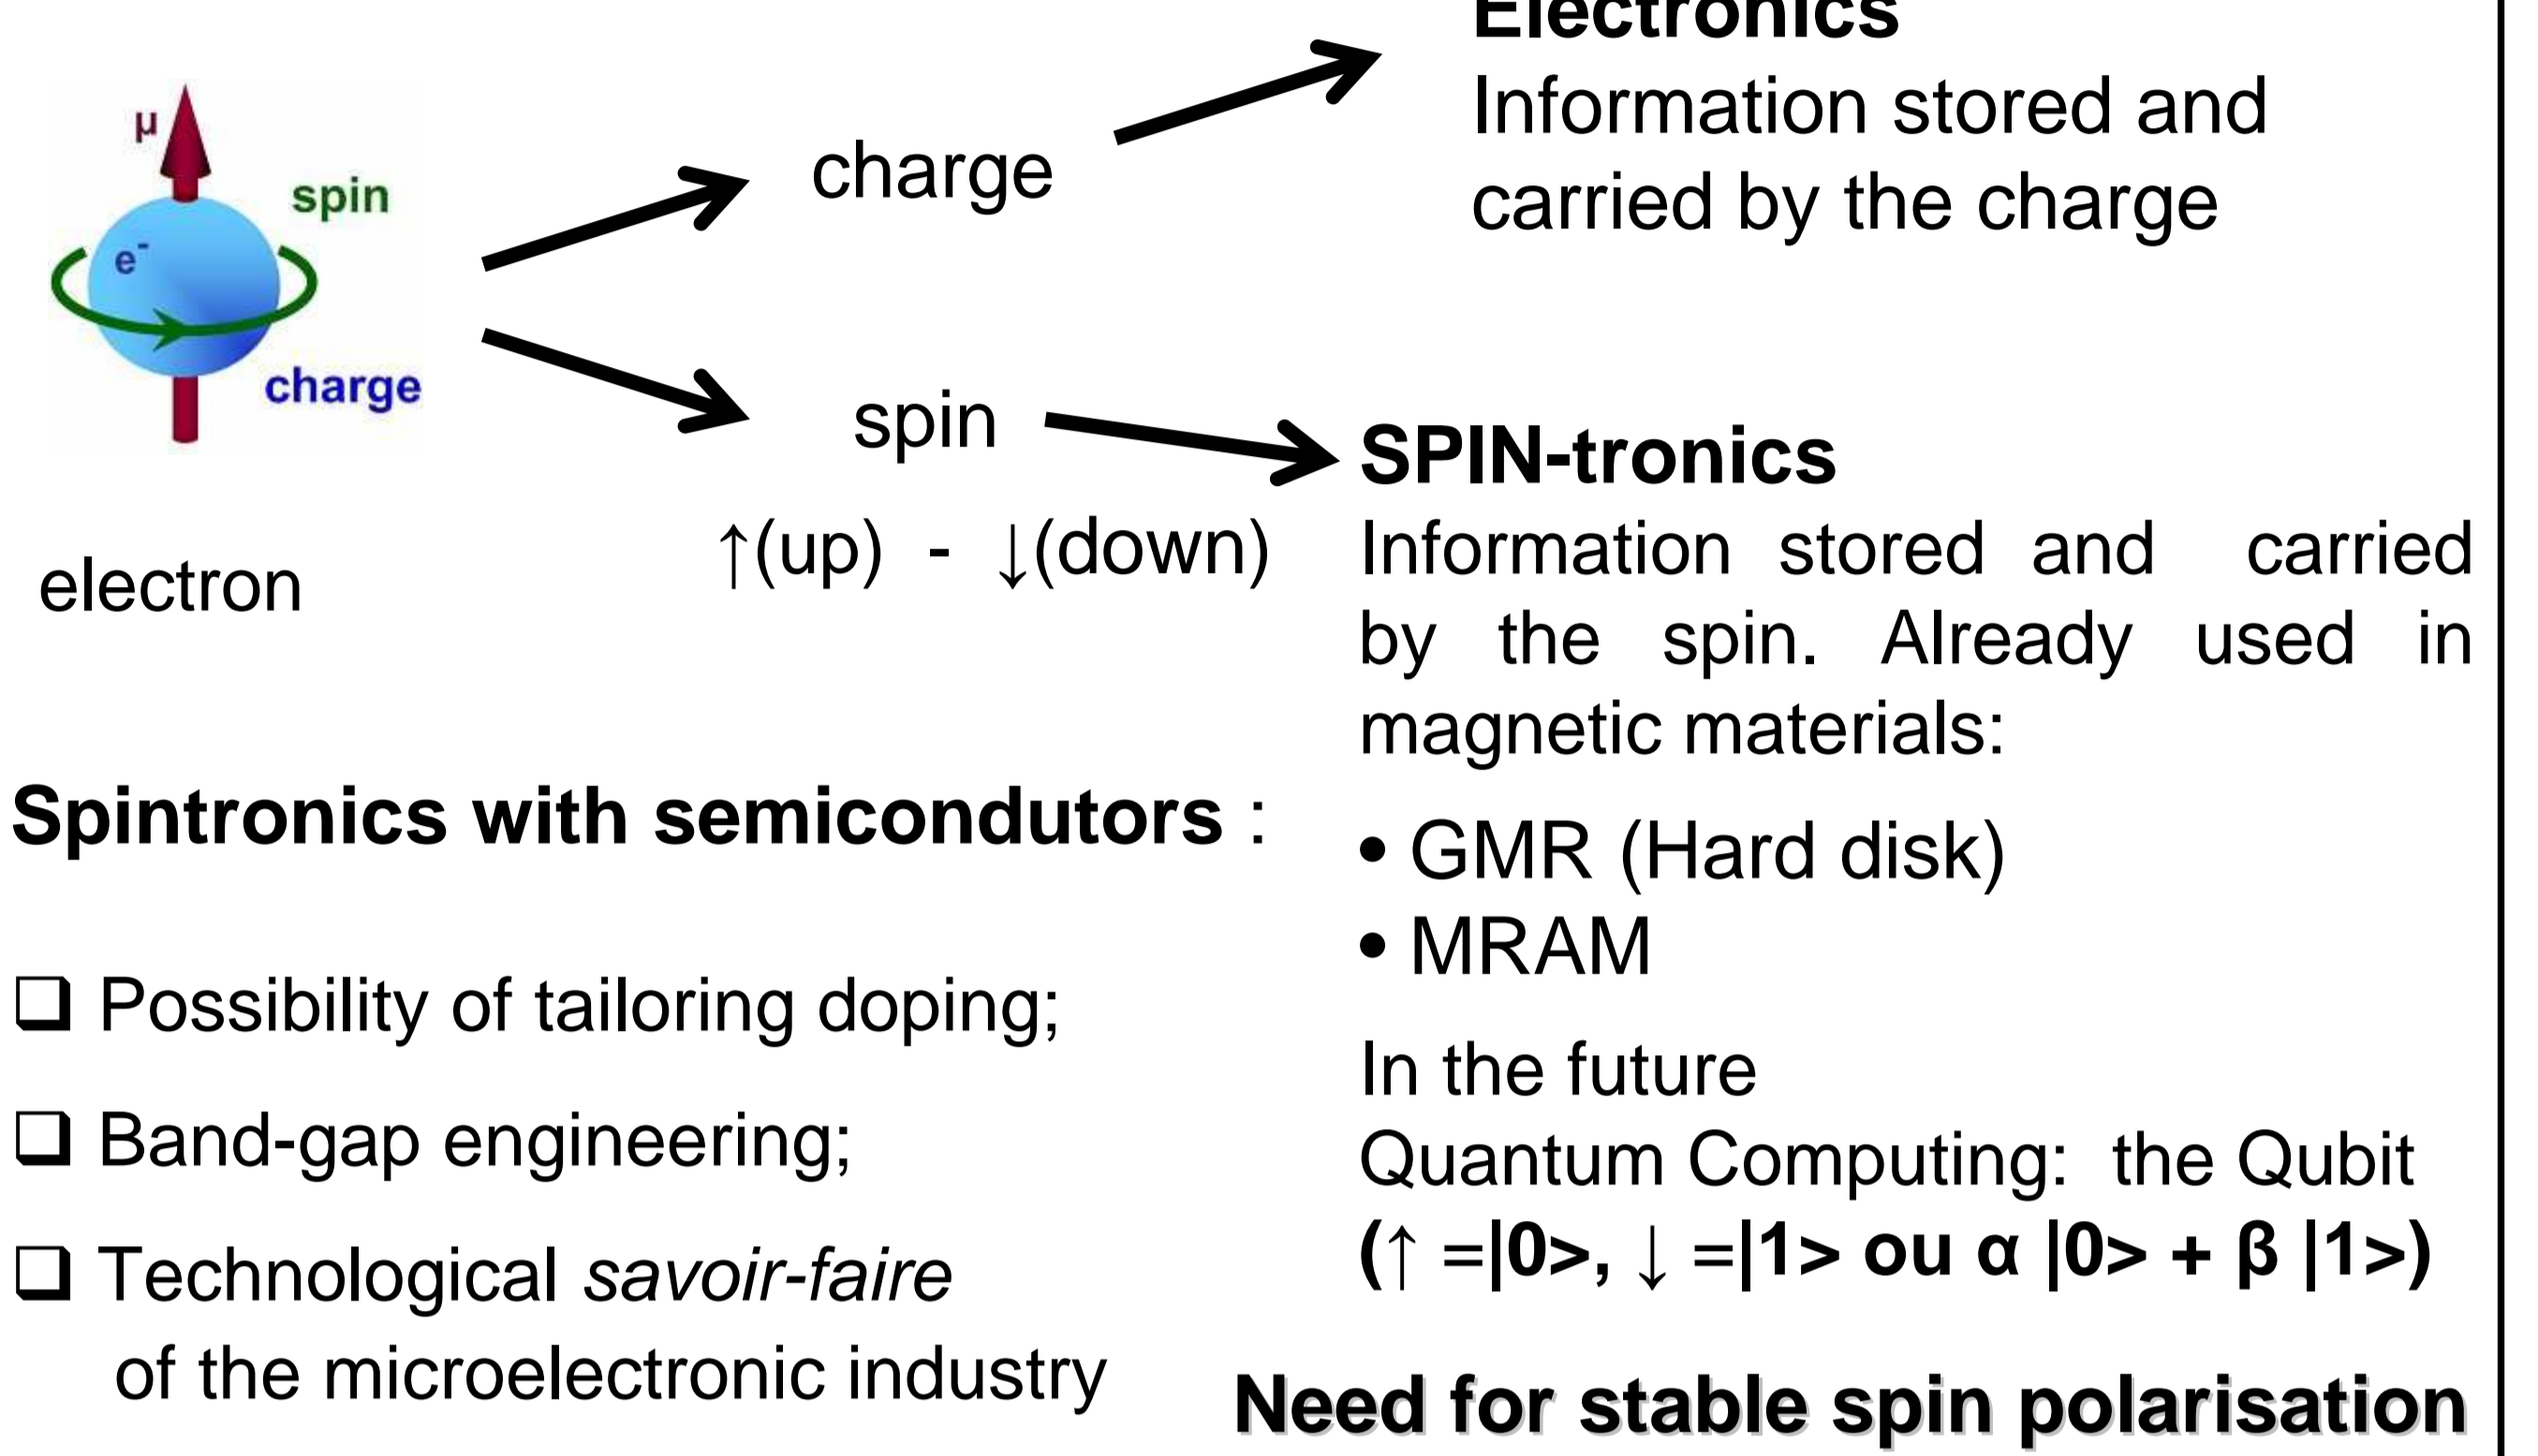 Electronics
Information stored and
carried by the charge
µ
spin
e-
charge
electron
charge
spin
↑(up) - ↓(down)
SPIN-tronics
Information stored and carried
by the spin. Already used in
magnetic materials:
• GMR (Hard disk)
• MRAM
In the future
Quantum Computing: the Qubit
(↑ =|0>, ↓ =|1> ou α |0> + β |1>)
Spintronics with semicondutors :
❑ Possibility of tailoring doping;
❑ Band-gap engineering;
❑ Technological savoir-faire
of the microelectronic industry
Need for stable spin polarisation